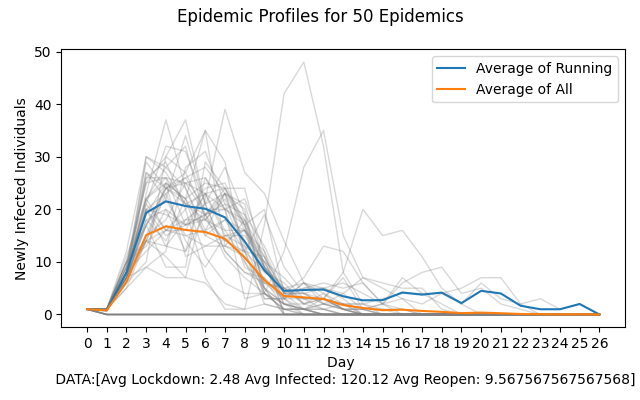 Epidemic Profiles for 50 Epidemics
50
40
30
20
10
0
Newly Infected Individuals
Average of Running
Average of All
0 1 2 3 4 5 6 7 8 9 10 11 12 13 14 15 16 17 18 19 20 21 22 23 24 25 26
Day
DATA:[Avg Lockdown: 2.48 Avg Infected: 120.12 Avg Reopen: 9.567567567567568]